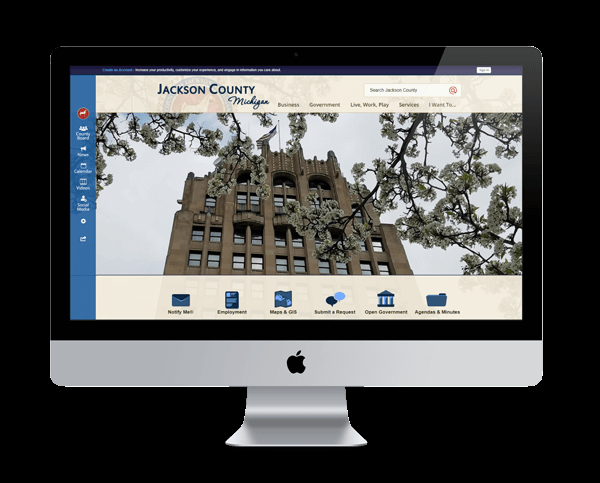 Create an Account - Increase your productivity, customize your experience, and engage in information you care about.
Sign In
JACKSON COUNTY
Michigan
Search Jackson County
Business Government Live, Work, Play Services I Want To...
County
Board
News
Calendar
Videos
Social
Media
Notify Me® Employment Maps & GIS Submit a Request Open Government Agendas & Minutes